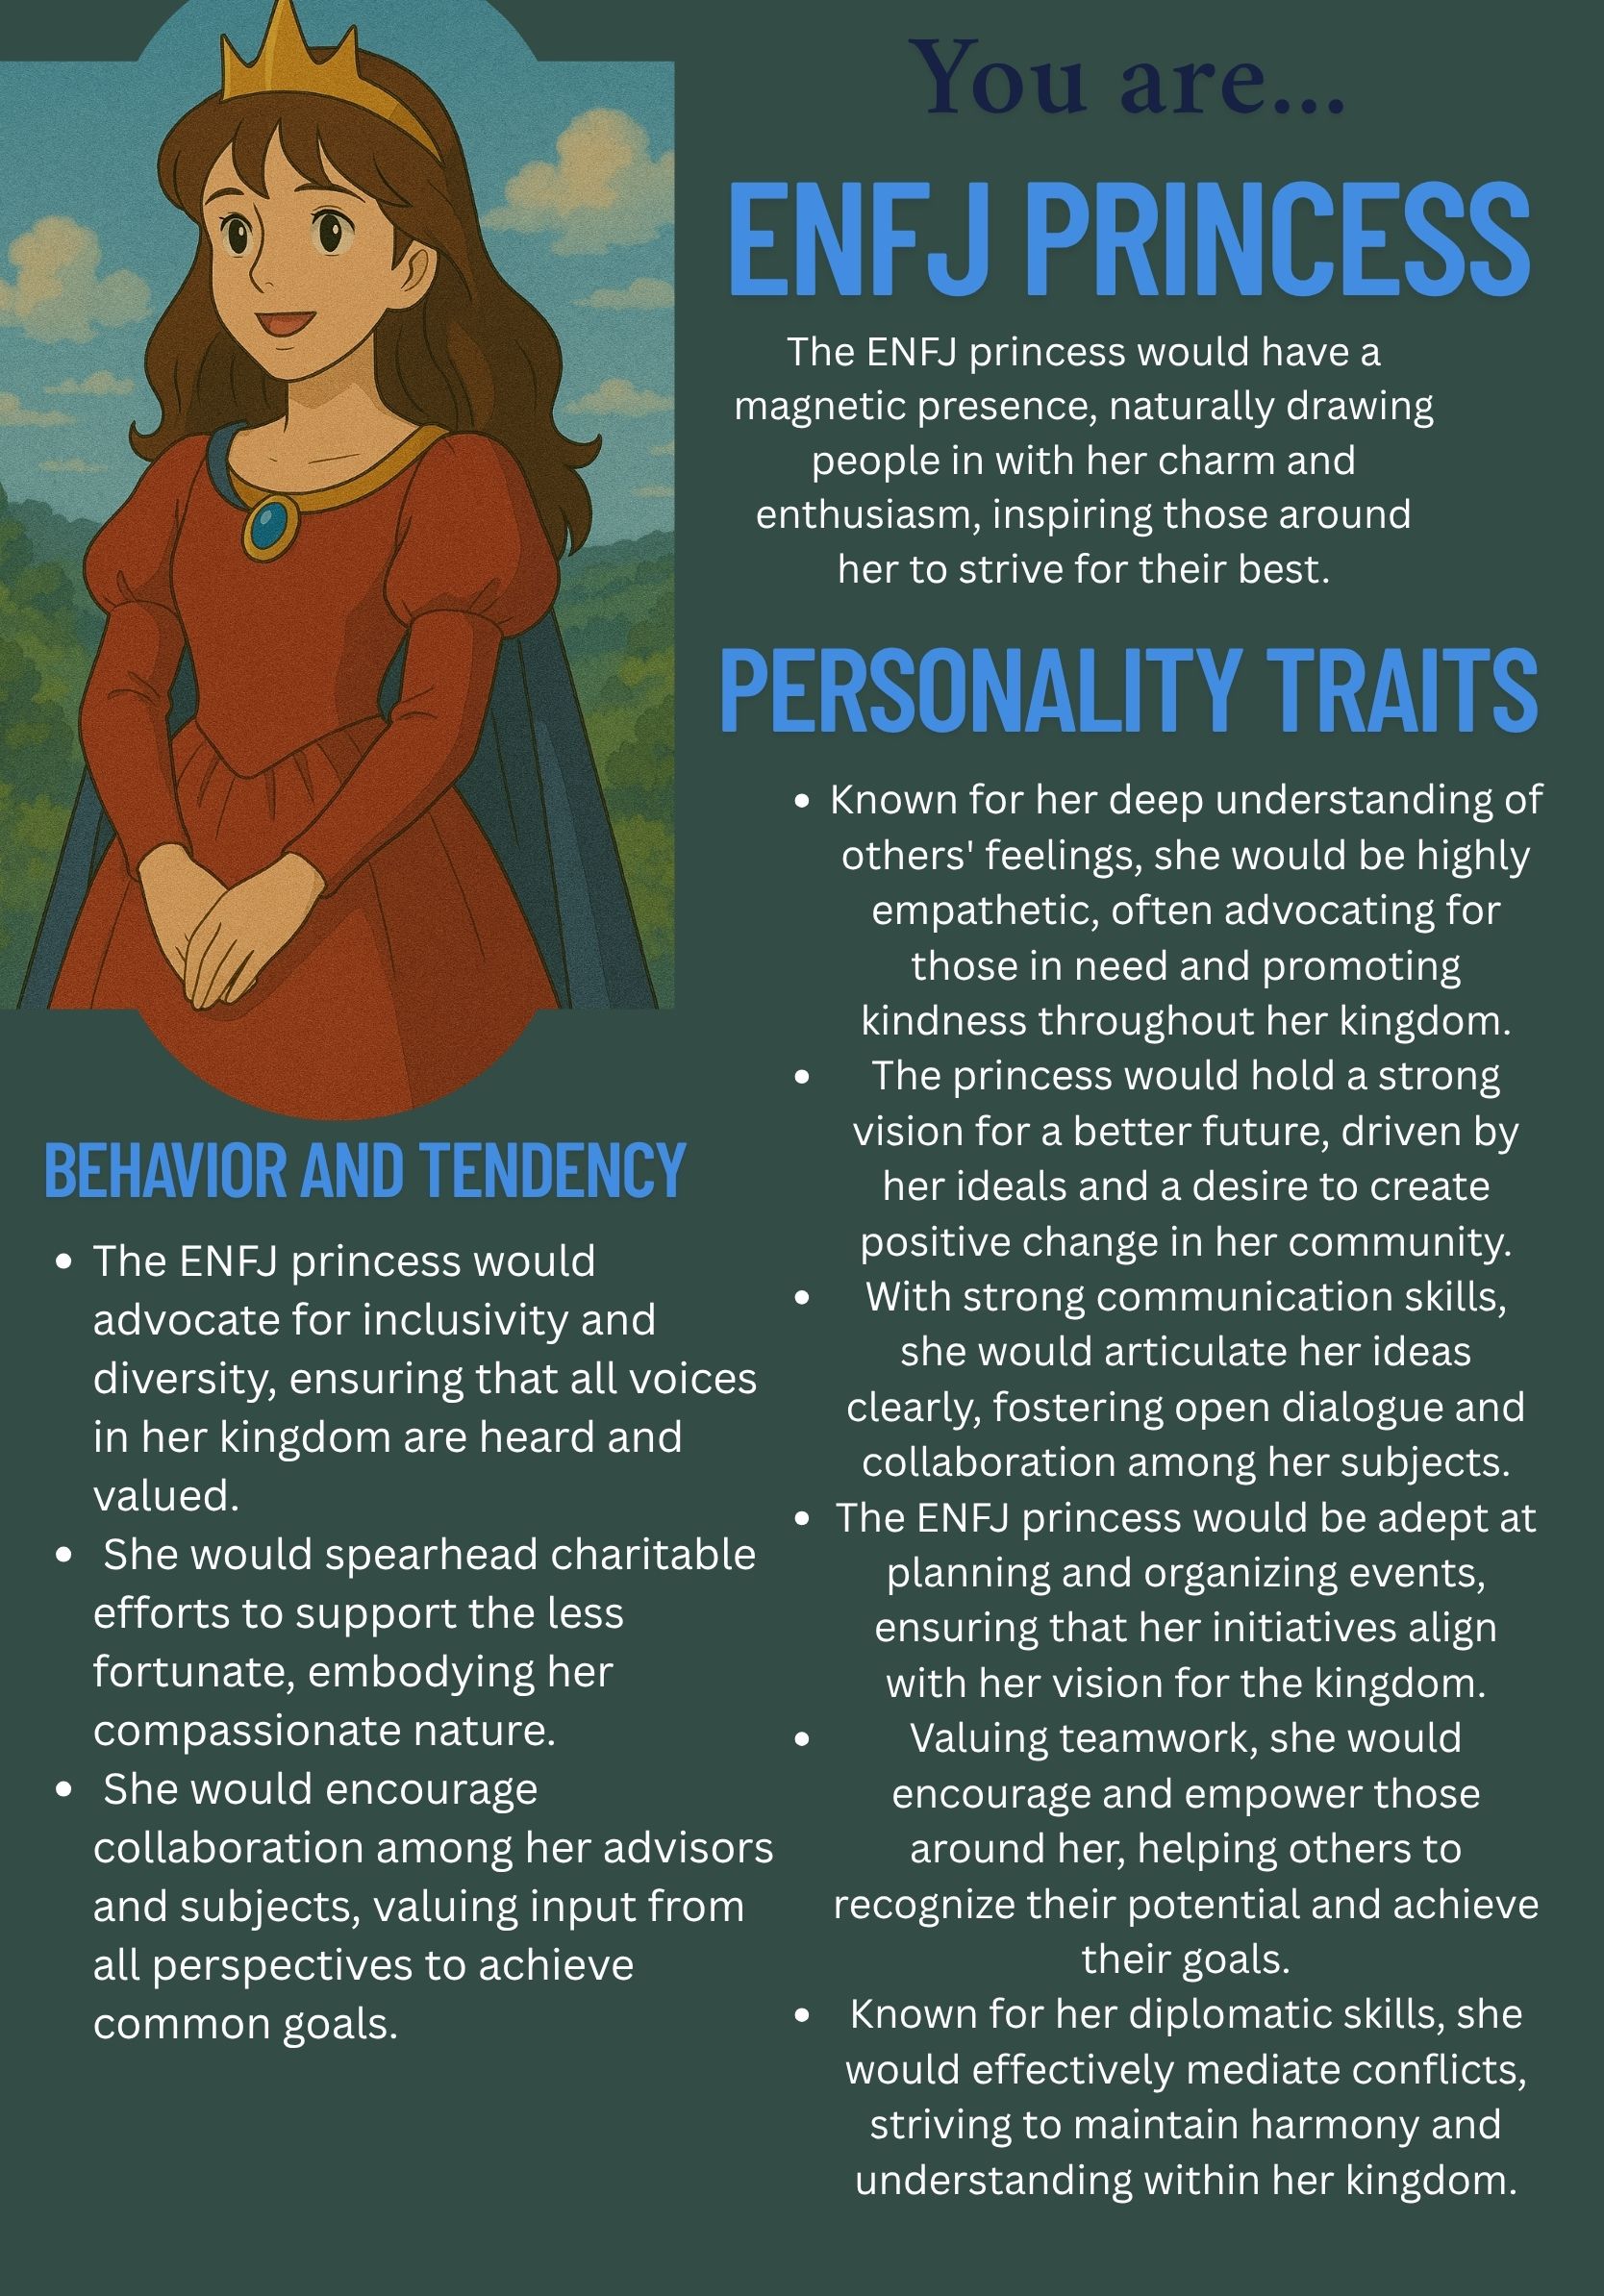 You are...
ENFJ PRINCESS
The ENFJ princess would have a
magnetic presence, naturally drawing
people in with her charm and
enthusiasm, inspiring those around
her to strive for their best.
PERSONALITY TRAITS
• Known for her deep understanding of
others' feelings, she would be highly
empathetic, often advocating for
those in need and promoting
kindness throughout her kingdom.
• The princess would hold a strong
vision for a better future, driven by
her ideals and a desire to create
positive change in her community.
• With strong communication skills,
she would articulate her ideas
clearly, fostering open dialogue and
collaboration among her subjects.
• The ENFJ princess would be adept at
planning and organizing events,
ensuring that her initiatives align
with her vision for the kingdom.
• Valuing teamwork, she would
encourage and empower those
around her, helping others to
recognize their potential and achieve
their goals.
• Known for her diplomatic skills, she
would effectively mediate conflicts,
striving to maintain harmony and
understanding within her kingdom.
BEHAVIOR AND TENDENCY
• The ENFJ princess would
advocate for inclusivity and
diversity, ensuring that all voices
in her kingdom are heard and
valued.
• She would spearhead charitable
efforts to support the less
fortunate, embodying her
compassionate nature.
• She would encourage
collaboration among her advisors
and subjects, valuing input from
all perspectives to achieve
common goals.